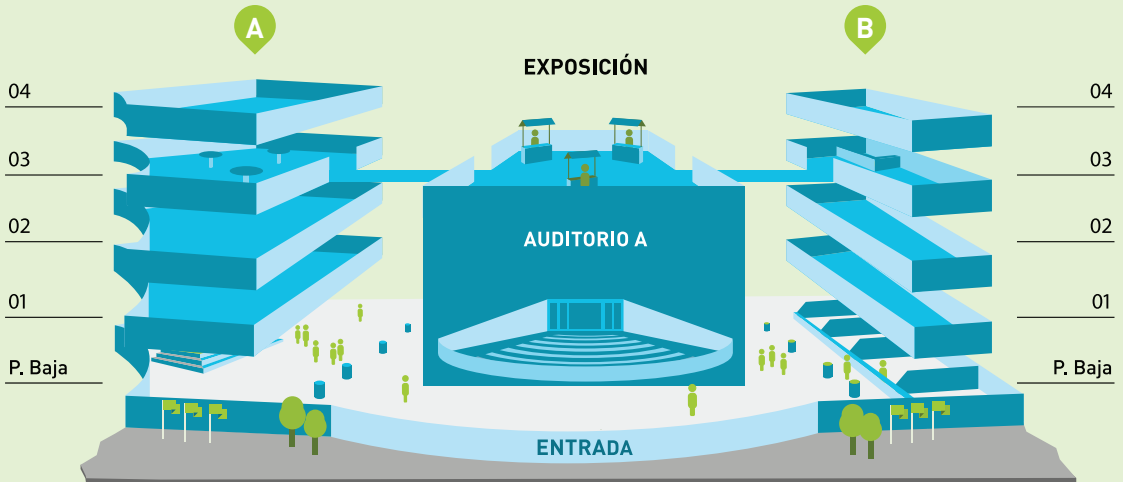 A
B
EXPOSICIÓN
04
04
03
03
AUDITORIO A
02
02
01
01
P. Baja
P. Baja
ENTRADA